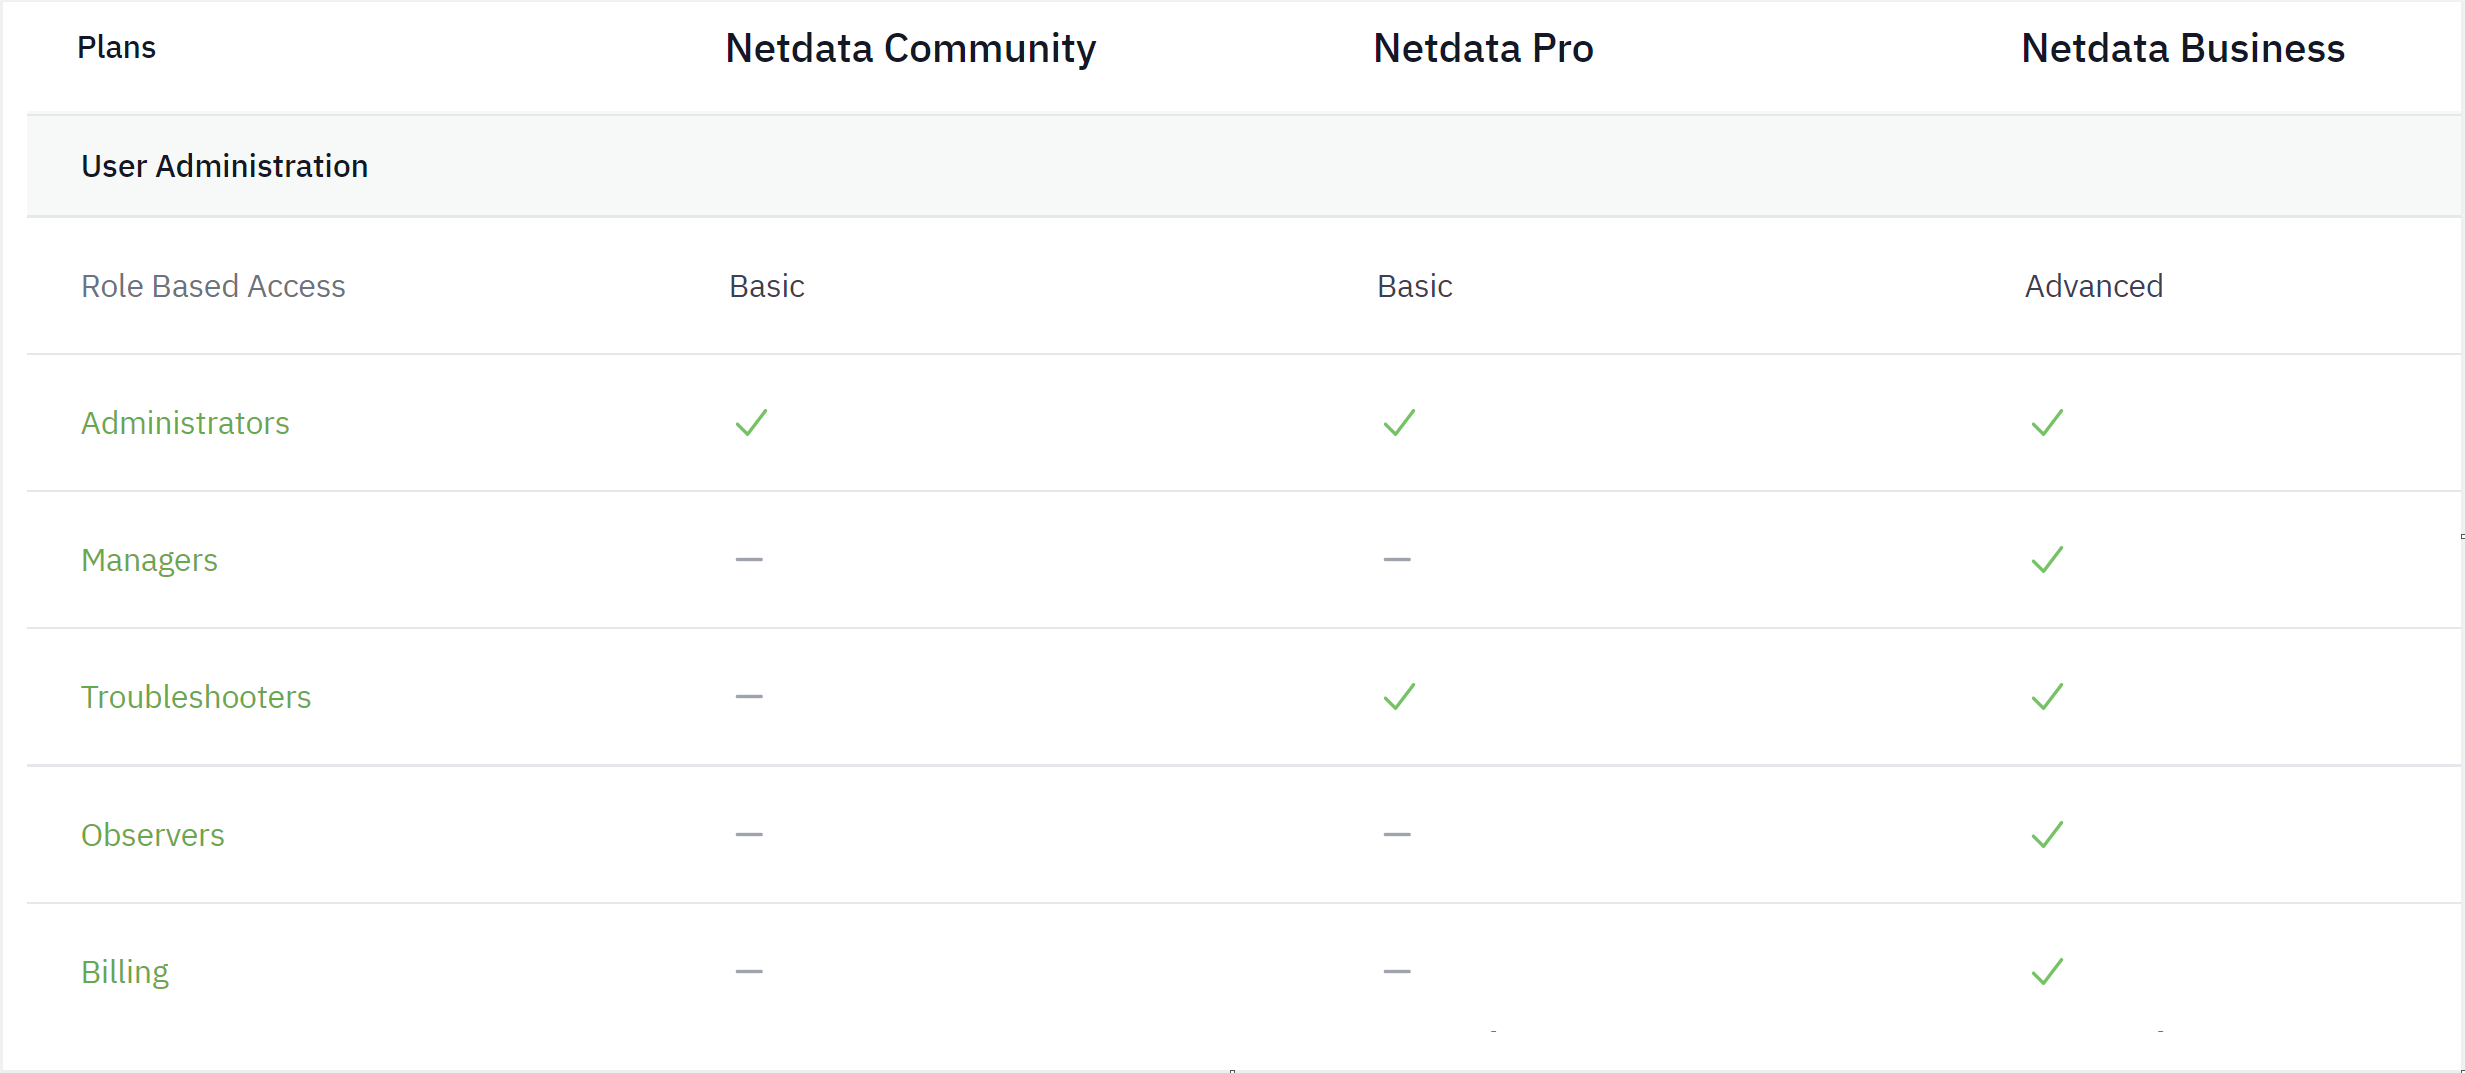 Plans Netdata Community Netdata Pro Netdata Business
User Administration
Role Based Access Basic Basic Advanced
Administrators ✓ ✓ ✓
Managers — — ✓
Troubleshooters — ✓ ✓
Observers — — ✓
Billing — — ✓